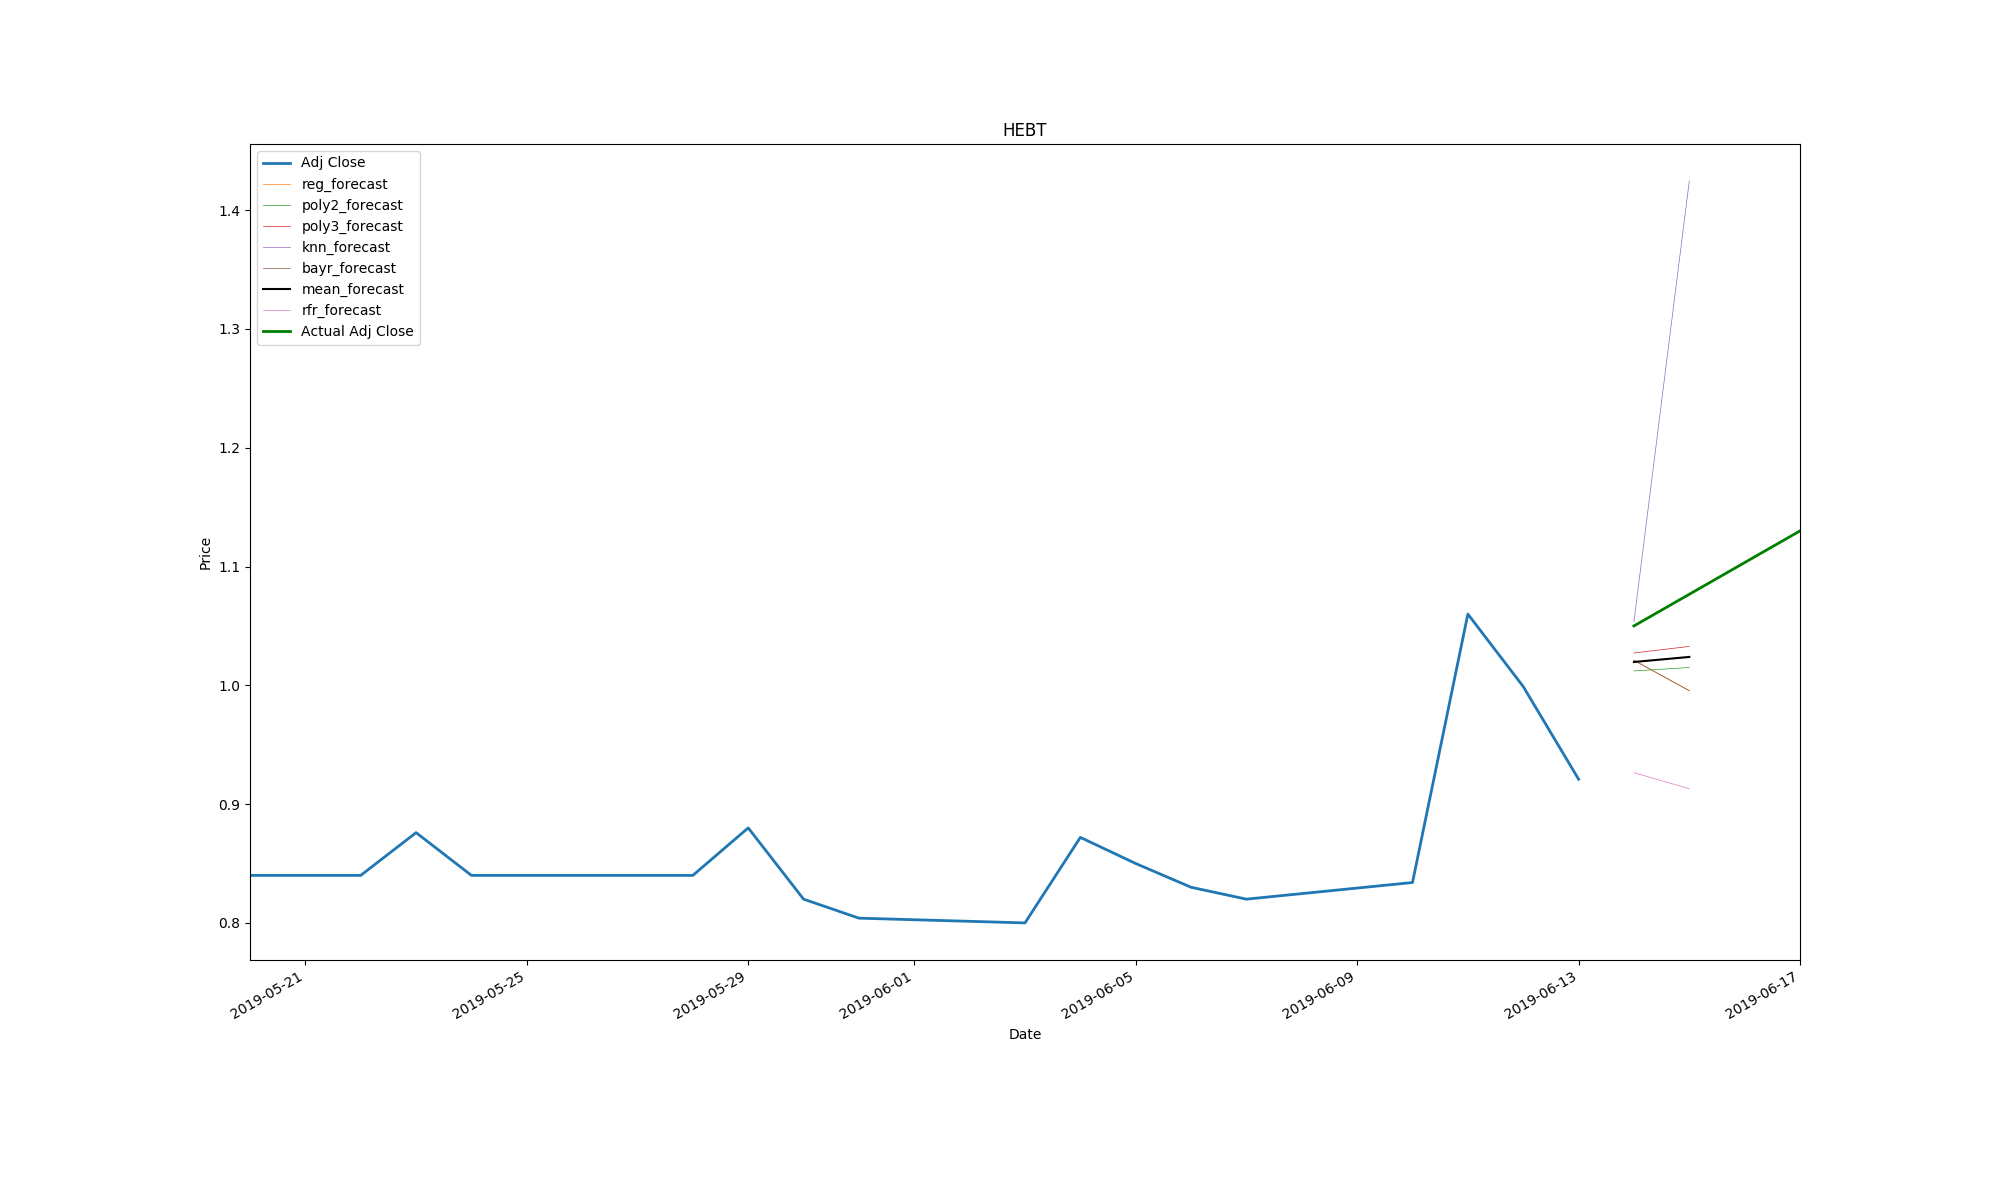 HEBT
Adj Close
reg_forecast
poly2_forecast
poly3_forecast
knn_forecast
bayr_forecast
mean_forecast
rfr_forecast
Actual Adj Close
1.4
1.3
1.2
1.1
1.0
0.9
0.8
Price
2019-05-21
2019-05-25
2019-05-29
2019-06-01
2019-06-05
2019-06-09
2019-06-13
2019-06-17
Date